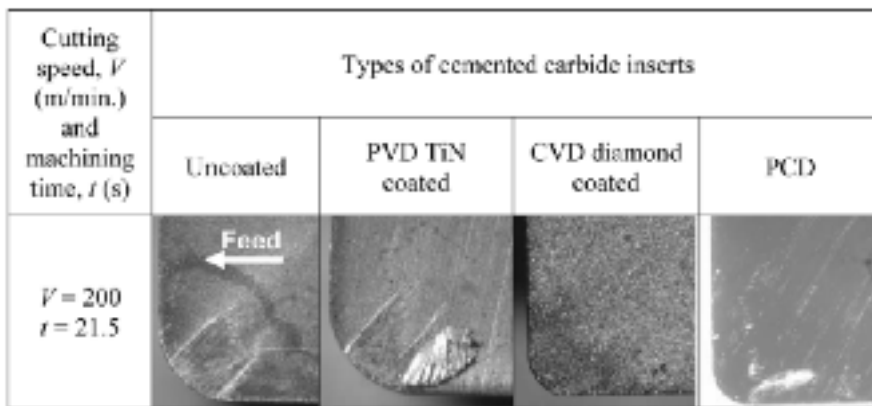 Cutting
speed, V
(m/min.)
and
machining
time, t (s)
Types of cemented carbide inserts
Uncoated
PVD TiN
coated
CVD diamond
coated
PCD
Feed
V = 200
t = 21.5